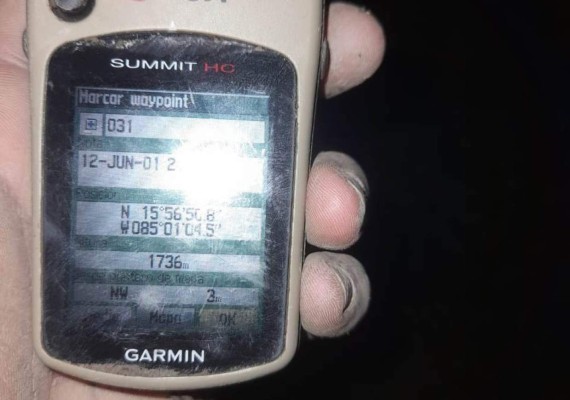 SUMMIT HC
Marcar waypoint
031
Nota
12-JUN-01 2
N 15°56'50.8"
W085°01'04.5"
1736m
NW 3m
Mapa OK
GARMIN